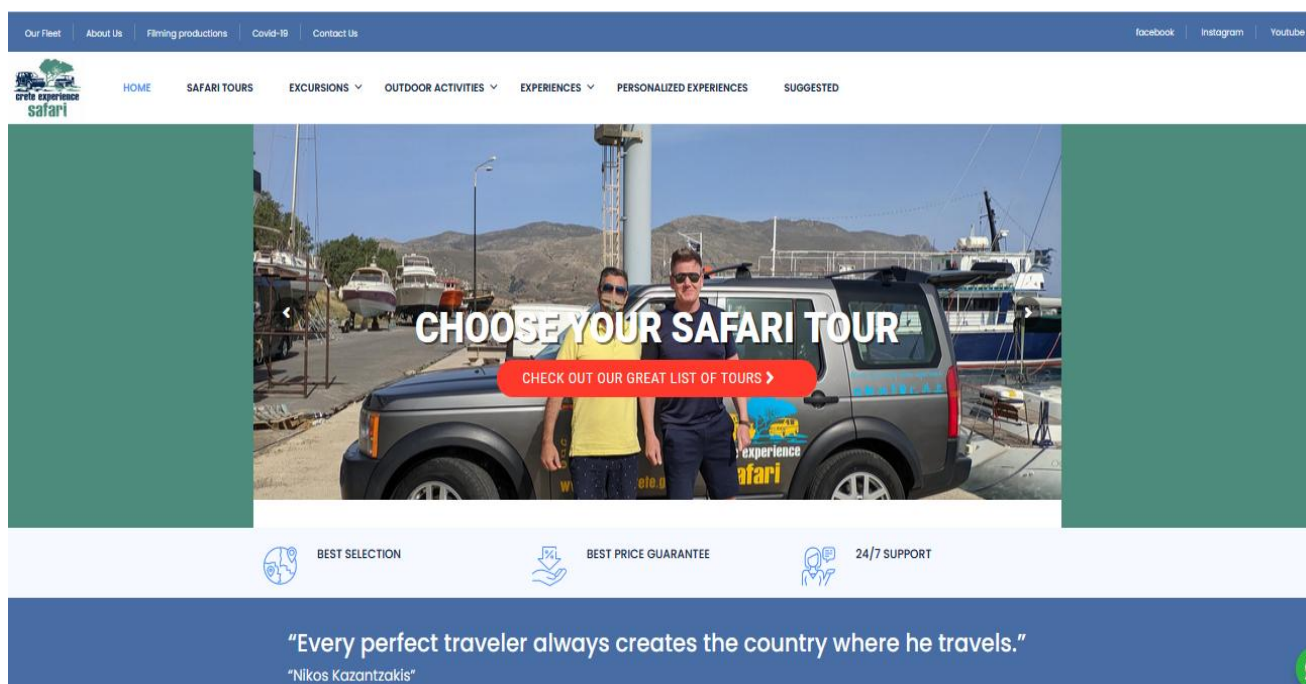 Our Fleet About Us Filming productions Covid-19 Contact Us facebook Instagram Youtube
crete experience
safari
HOME SAFARI TOURS EXCURSIONS OUTDOOR ACTIVITIES EXPERIENCES PERSONALIZED EXPERIENCES SUGGESTED
CHOOSE YOUR SAFARI TOUR
CHECK OUT OUR GREAT LIST OF TOURS
experience
safari
BEST SELECTION BEST PRICE GUARANTEE 24/7 SUPPORT
“Every perfect traveler always creates the country where he travels.”
“Nikos Kazantzakis”